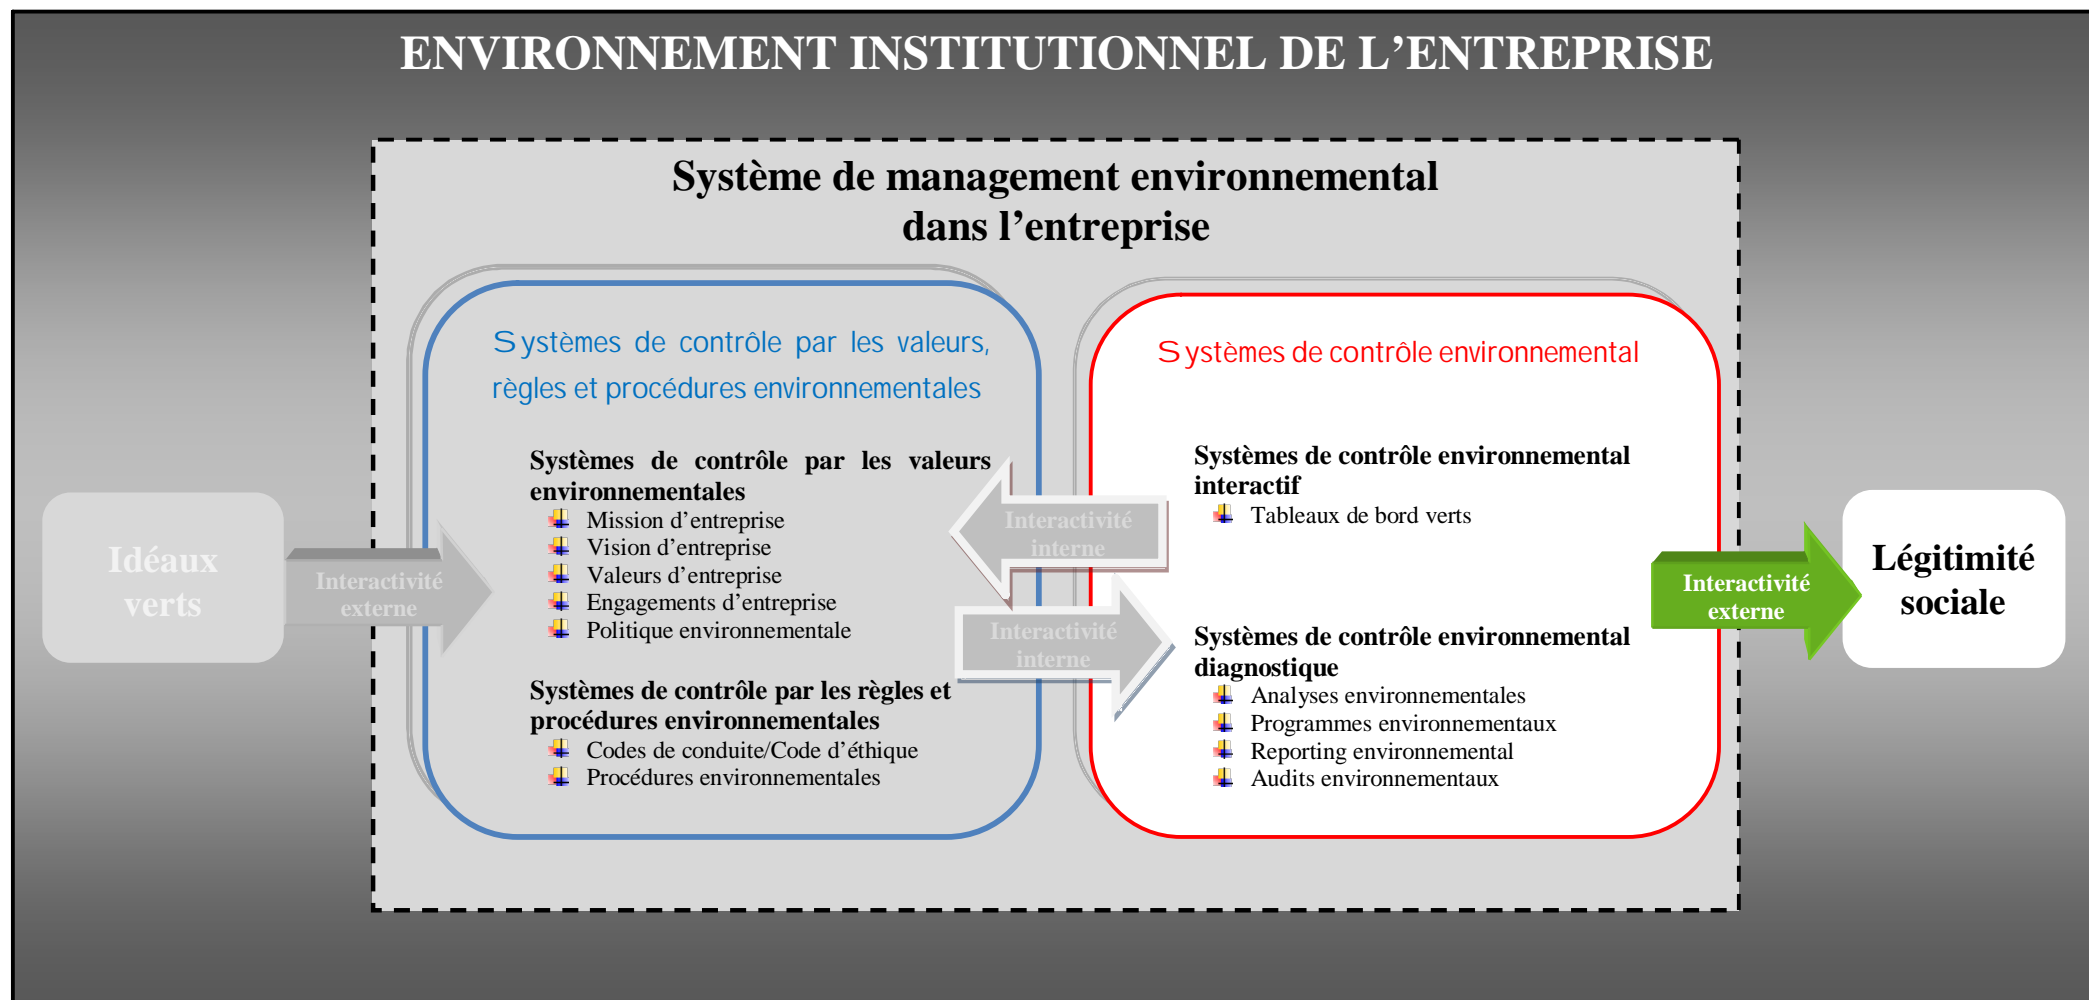 ENVIRONNEMENT INSTITUTIONNEL DE L’ENTREPRISE
Système de management environnemental
dans l’entreprise
Idéaux
verts
Interactivité
externe
Systèmes de contrôle par les valeurs,
règles et procédures environnementales
Systèmes de contrôle par les valeurs
environnementales
Mission d’entreprise
Vision d’entreprise
Valeurs d’entreprise
Engagements d’entreprise
Politique environnementale
Systèmes de contrôle par les règles et
procédures environnementales
Codes de conduite/Code d’éthique
Procédures environnementales
Interactivité
interne
Interactivité
interne
Systèmes de contrôle environnemental
Systèmes de contrôle environnemental
interactif
Tableaux de bord verts
Systèmes de contrôle environnemental
diagnostique
Analyses environnementales
Programmes environnementaux
Reporting environnemental
Audits environnementaux
Interactivité
externe
Légitimité
sociale